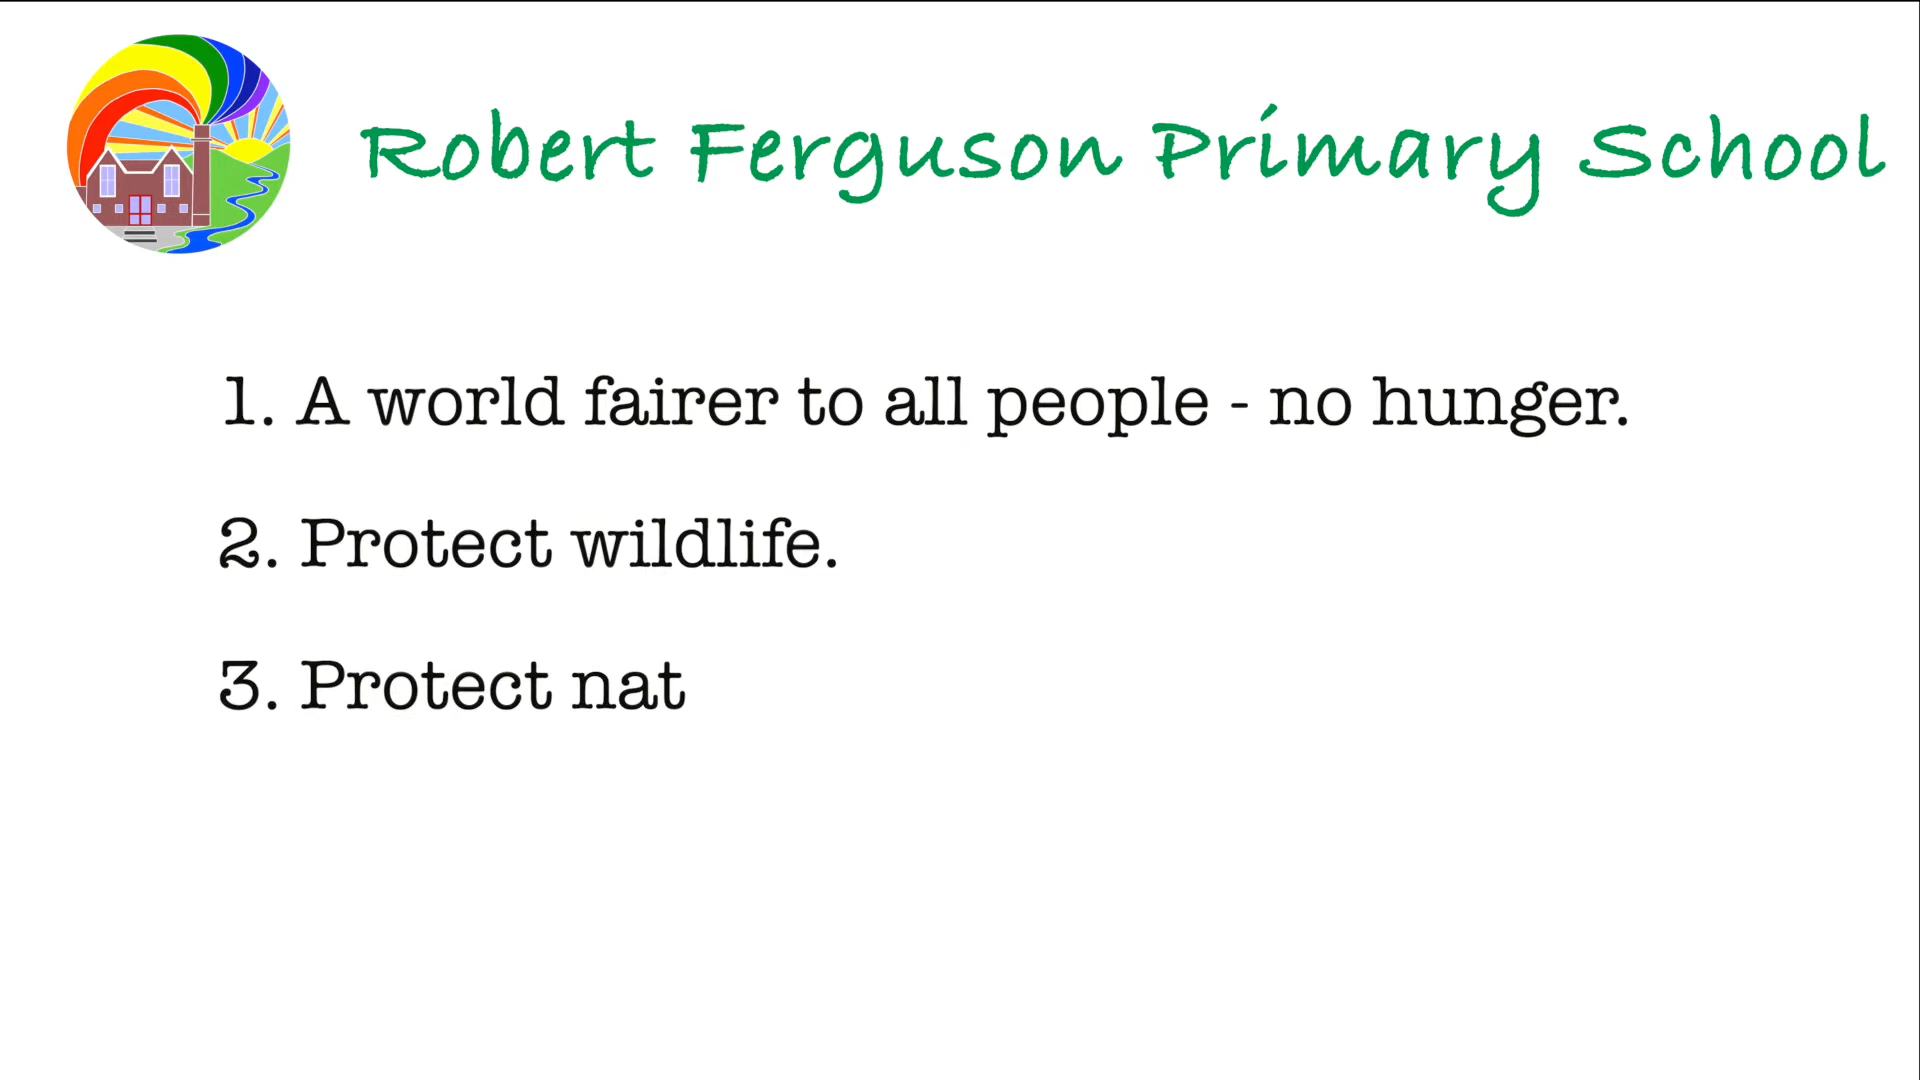 Robert Ferguson Primary School
1. A world fairer to all people - no hunger.
2. Protect wildlife.
3. Protect nat